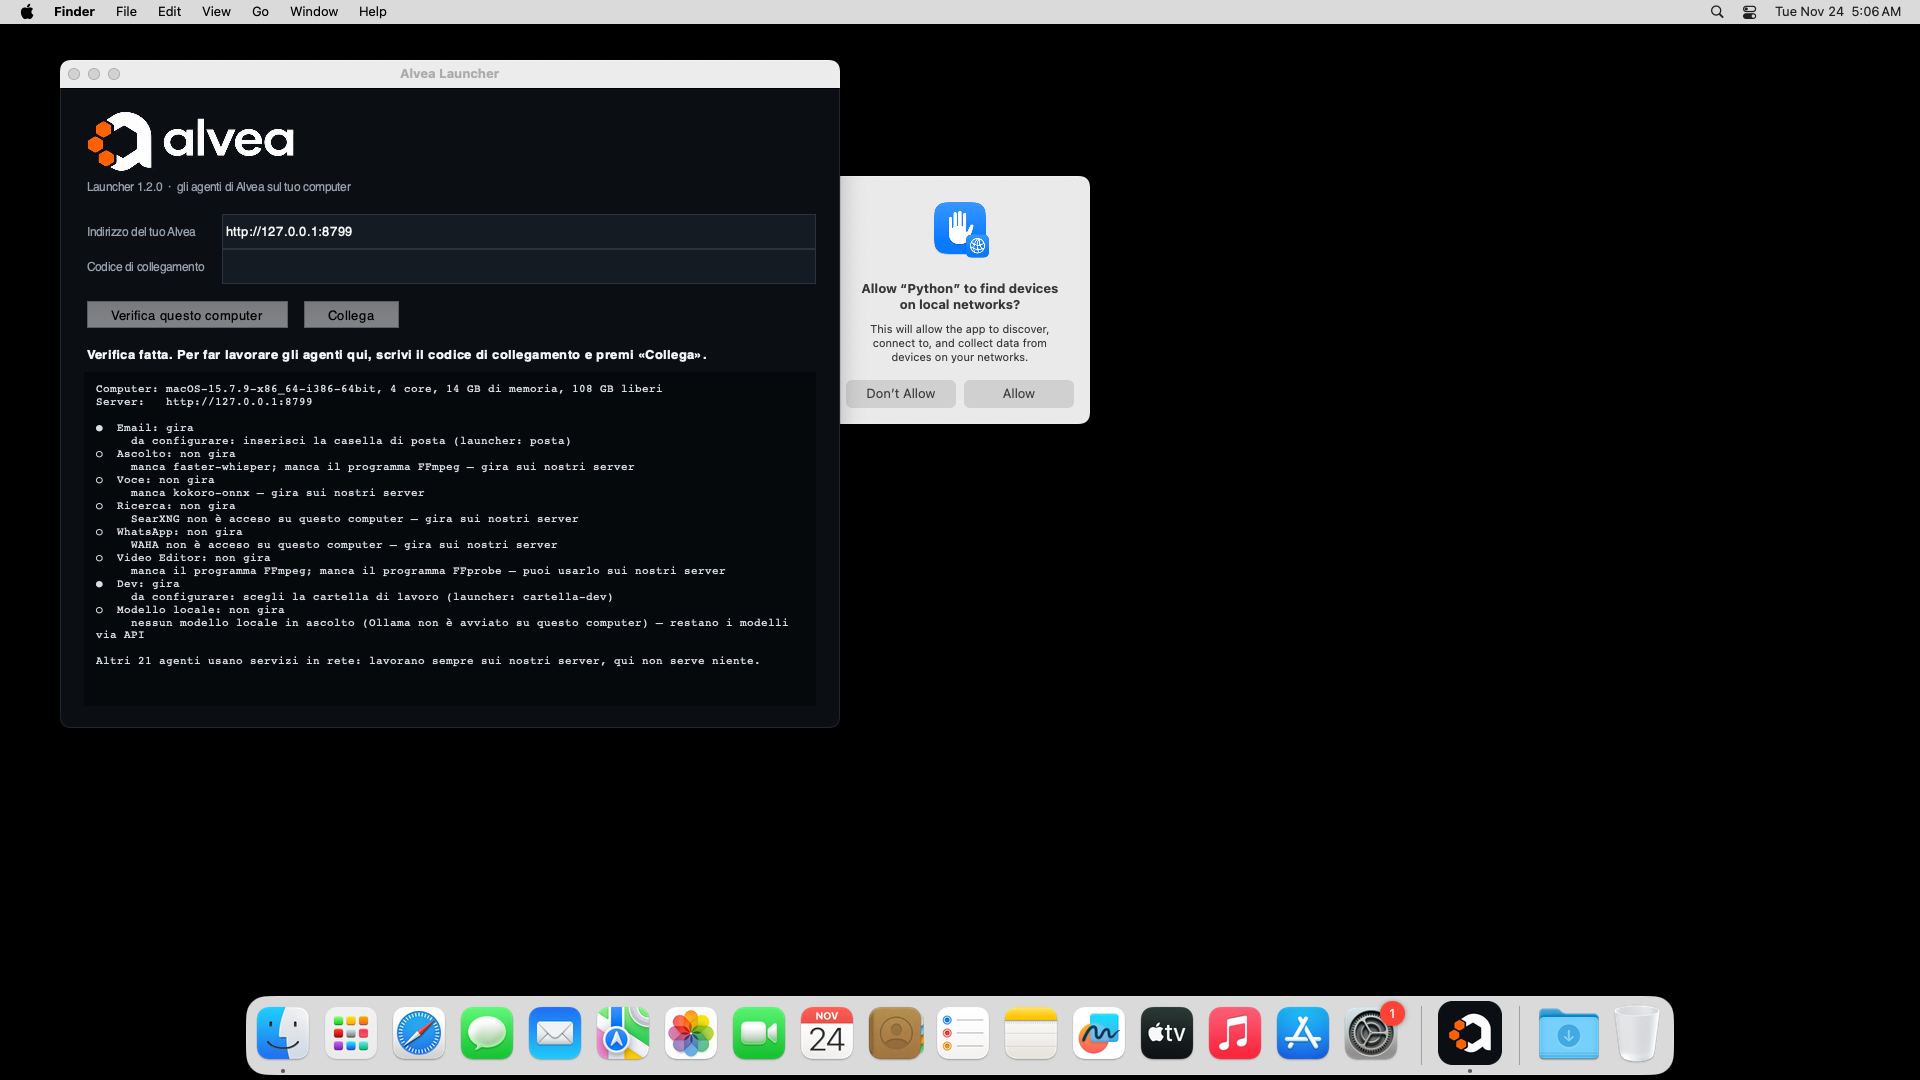 Finder File Edit View Go Window Help
Tue Nov 24 5:06 AM
Alvea Launcher
alvea
Launcher 1.2.0 · gli agenti di Alvea sul tuo computer
Indirizzo del tuo Alvea
http://127.0.0.1:8799
Codice di collegamento
Verifica questo computer
Collega
Verifica fatta. Per far lavorare gli agenti qui, scrivi il codice di collegamento e premi «Collega».
Computer: macOS-15.7.9-x86_64-i386-64bit, 4 core, 14 GB di memoria, 108 GB liberi
Server: http://127.0.0.1:8799
● Email: gira
da configurare: inserisci la casella di posta (launcher: posta)
○ Ascolto: non gira
manca faster-whisper; manca il programma FFmpeg — gira sui nostri server
○ Voce: non gira
manca kokoro-onnx — gira sui nostri server
○ Ricerca: non gira
SearXNG non è acceso su questo computer — gira sui nostri server
○ WhatsApp: non gira
WAHA non è acceso su questo computer — gira sui nostri server
○ Video Editor: non gira
manca il programma FFmpeg; manca il programma FFprobe — puoi usarlo sui nostri server
● Dev: gira
da configurare: scegli la cartella di lavoro (launcher: cartella-dev)
○ Modello locale: non gira
nessun modello locale in ascolto (Ollama non è avviato su questo computer) — restano i modelli
via API
Altri 21 agenti usano servizi in rete: lavorano sempre sui nostri server, qui non serve niente.
Allow “Python” to find devices
on local networks?
This will allow the app to discover,
connect to, and collect data from
devices on your networks.
Don’t Allow
Allow
NOV
24
tv
1